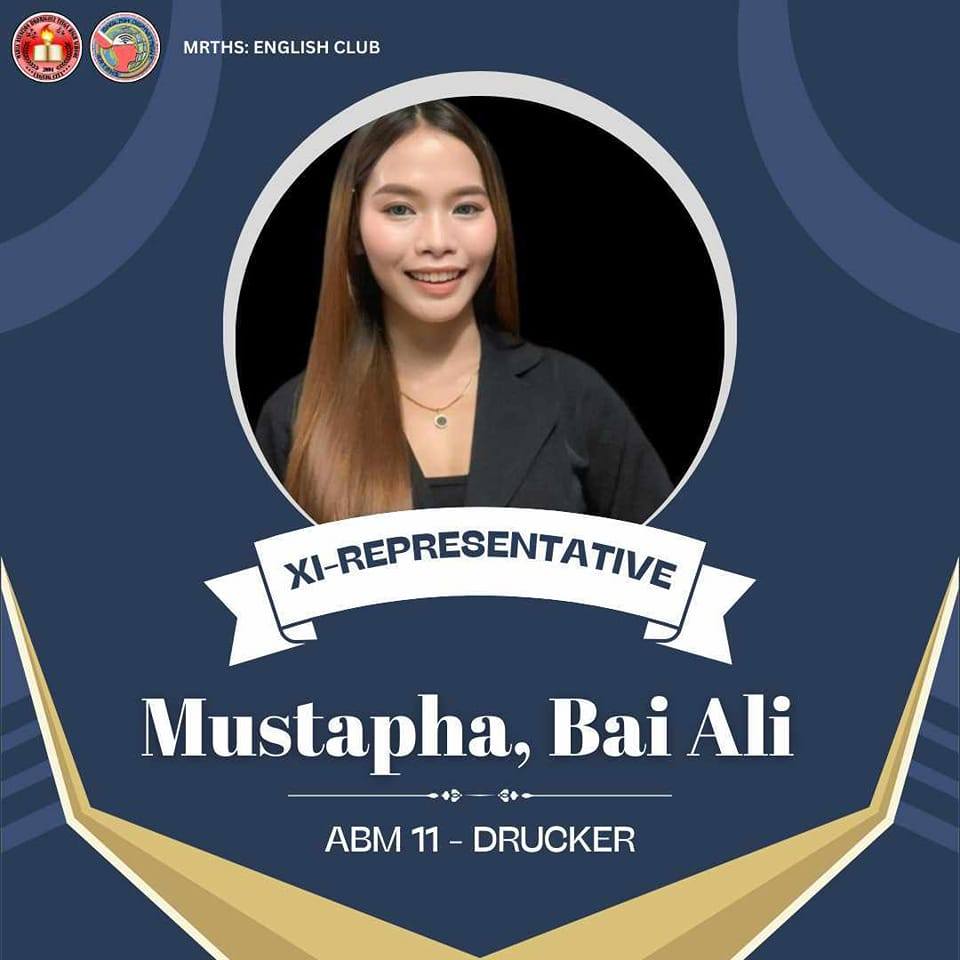 MRTHS: ENGLISH CLUB
XI-REPRESENTATIVE
Mustapha, Bai Ali
ABM 11 - DRUCKER